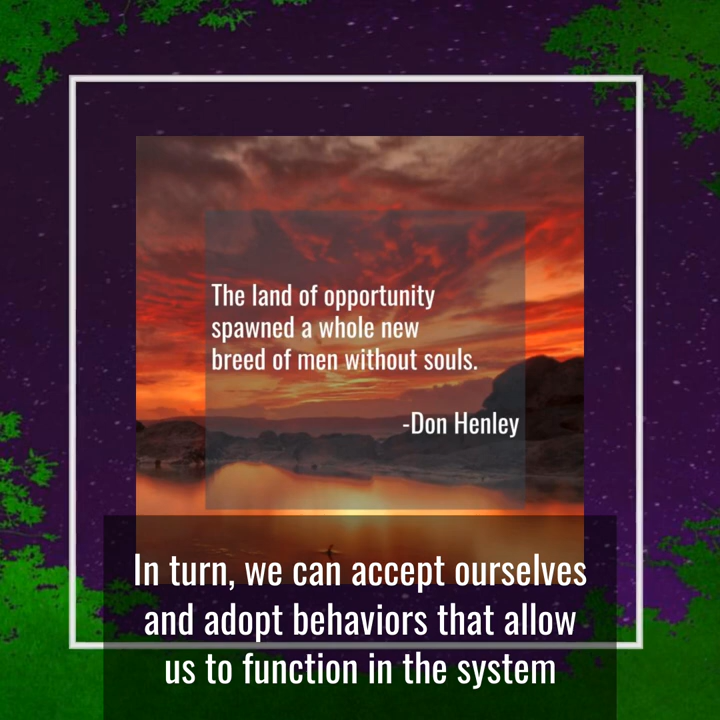 The land of opportunity
spawned a whole new
breed of men without souls.
-Don Henley
In turn, we can accept ourselves
and adopt behaviors that allow
us to function in the system